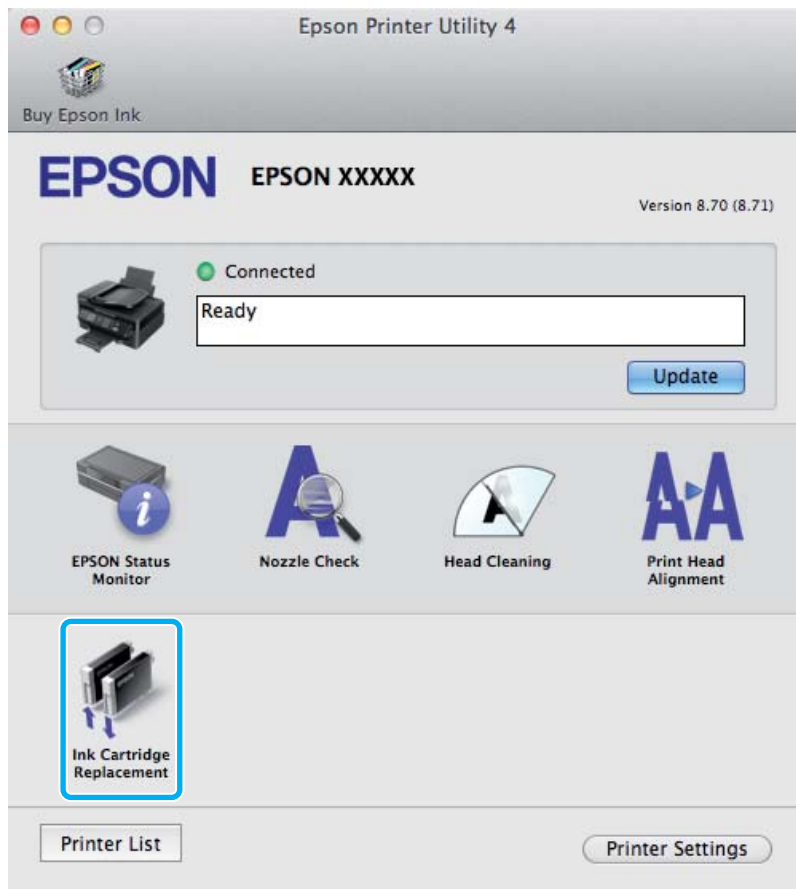 Epson Printer Utility 4
Buy Epson Ink
EPSON EPSON XXXXX
Version 8.70 (8.71)
Connected
Ready
Update
EPSON Status
Monitor
Nozzle Check
Head Cleaning
Print Head
Alignment
Ink Cartridge
Replacement
Printer List
Printer Settings